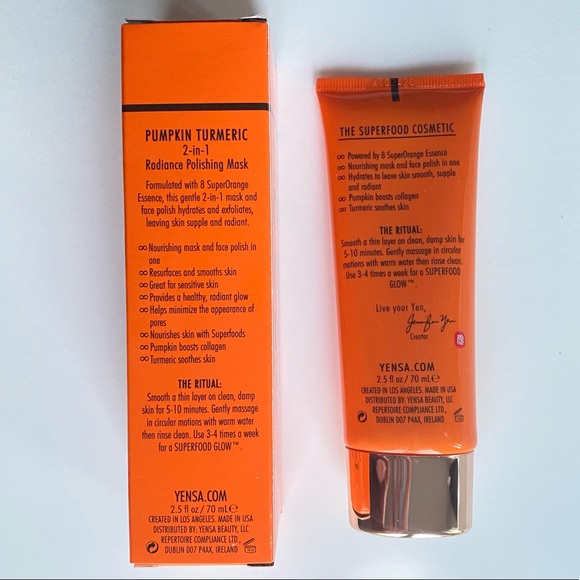 PUMPKIN TURMERIC
2-in-1
Radiance Polishing Mask
Formulated with 8 SuperOrange
Essence, this gentle 2-in-1 mask and
face polish hydrates and exfoliates,
leaving skin supple and radiant.
∞ Nourishing mask and face polish in
one
∞ Resurfaces and smooths skin
∞ Great for sensitive skin
∞ Provides a healthy, radiant glow
∞ Helps minimize the appearance of
pores
∞ Nourishes skin with Superfoods
∞ Pumpkin boosts collagen
∞ Turmeric soothes skin
THE RITUAL:
Smooth a thin layer on clean, damp
skin for 5-10 minutes. Gently massage in
circular motions with warm water
then rinse clean. Use 3-4 times a week
for a SUPERFOOD GLOW™.
YENSA.COM
2.5 fl oz/ 70 mL℮
CREATED IN LOS ANGELES. MADE IN USA
DISTRIBUTED BY: YENSA BEAUTY, LLC
REPERTOIRE COMPLIANCE LTD.,
DUBLIN D07 P4AX, IRELAND
THE SUPERFOOD COSMETIC
∞ Powered by 8 SuperOrange Essence
∞ Nourishing mask and face polish in one
∞ Hydrates to leave skin smooth, supple
and radiant
∞ Pumpkin boosts collagen
∞ Turmeric soothes skin
THE RITUAL:
Smooth a thin layer on clean, damp skin for
5-10 minutes. Gently massage in circular
motions with warm water then rinse clean.
Use 3-4 times a week for a SUPERFOOD
GLOW™.
Live your Yen,
Jennifer Yen
Creator
YENSA.COM
2.5 fl oz/ 70 mL℮
CREATED IN LOS ANGELES. MADE IN USA
DISTRIBUTED BY: YENSA BEAUTY, LLC
REPERTOIRE COMPLIANCE LTD.,
DUBLIN D07 P4AX, IRELAND